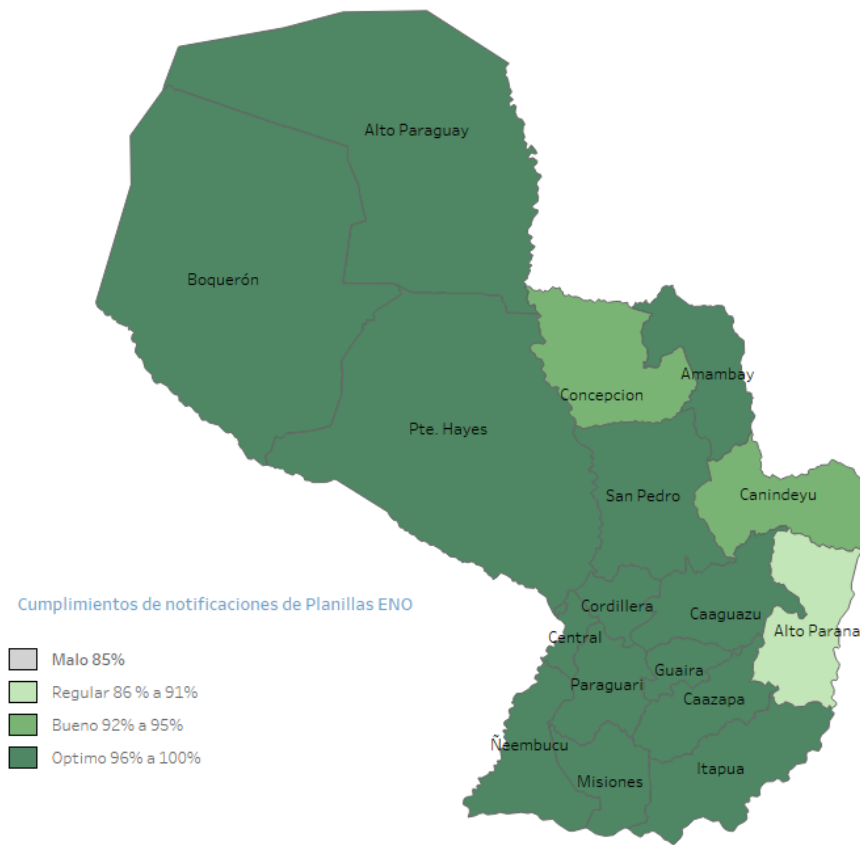 Alto Paraguay
Boquerón
Amambay
Concepcion
Pte. Hayes
San Pedro
Canindeyu
Cumplimientos de notificaciones de Planillas ENO
Cordillera
Caaguazu
Central
Alto Parana
Malo 85%
Guaira
Paraguari
Regular 86 % a 91%
Caazapa
Bueno 92% a 95%
Ñeembucu
Optimo 96% a 100%
Itapua
Misiones